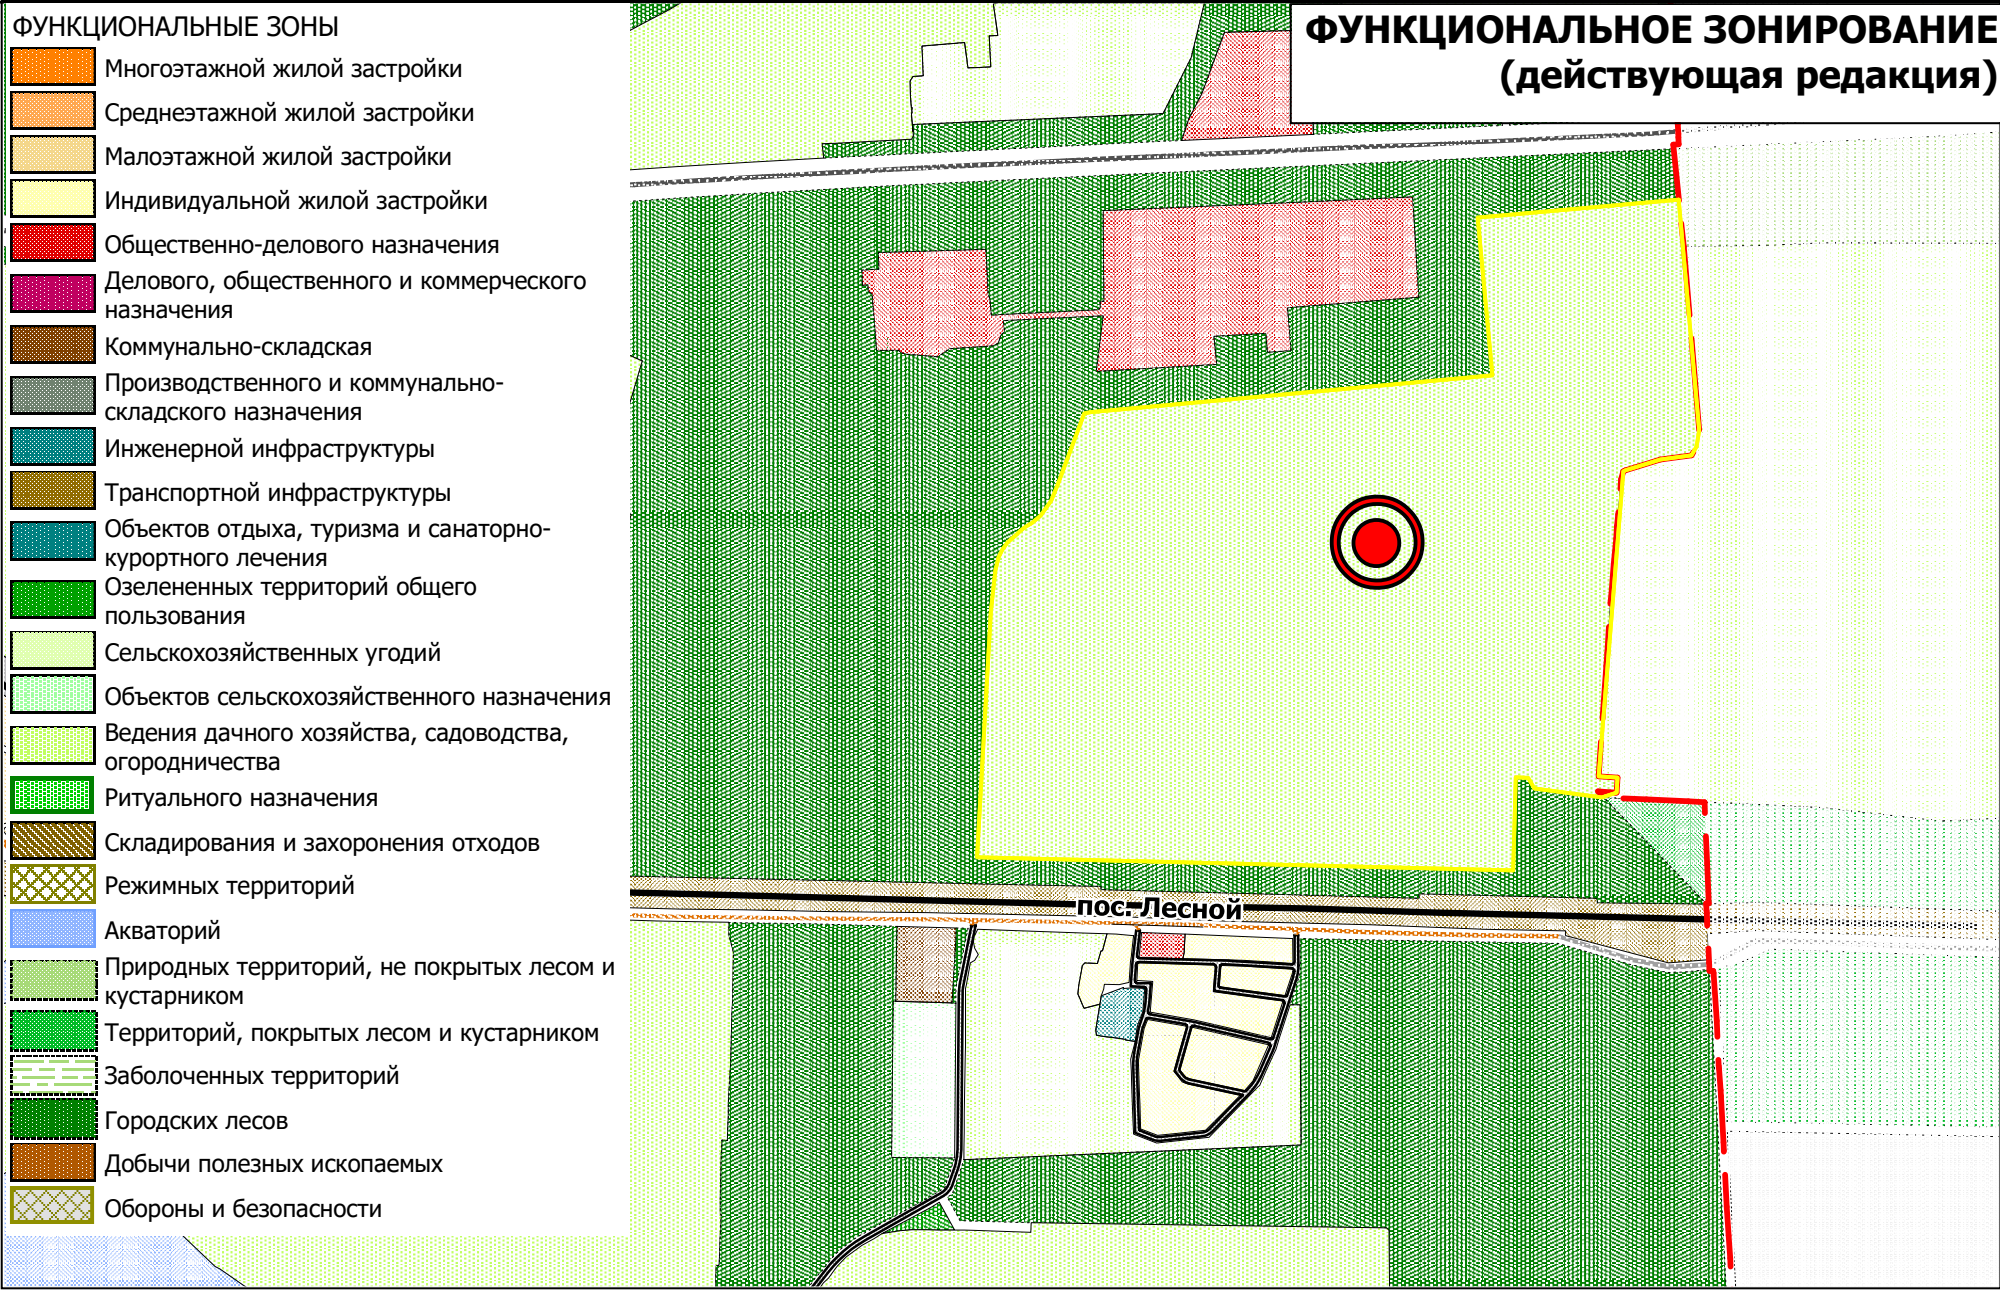 ФУНКЦИОНАЛЬНОЕ ЗОНИРОВАНИЕ
(действующая редакция)
ФУНКЦИОНАЛЬНЫЕ ЗОНЫ
Многоэтажной жилой застройки
Среднеэтажной жилой застройки
Малоэтажной жилой застройки
Индивидуальной жилой застройки
Общественно-делового назначения
Делового, общественного и коммерческого
назначения
Коммунально-складская
Производственного и коммунально-
складского назначения
Инженерной инфраструктуры
Транспортной инфраструктуры
Объектов отдыха, туризма и санаторно-
курортного лечения
Озелененных территорий общего
пользования
Сельскохозяйственных угодий
Объектов сельскохозяйственного назначения
Ведения дачного хозяйства, садоводства,
огородничества
Ритуального назначения
Складирования и захоронения отходов
Режимных территорий
Акваторий
Природных территорий, не покрытых лесом и
кустарником
Территорий, покрытых лесом и кустарником
Заболоченных территорий
Городских лесов
Добычи полезных ископаемых
Обороны и безопасности
пос. Лесной